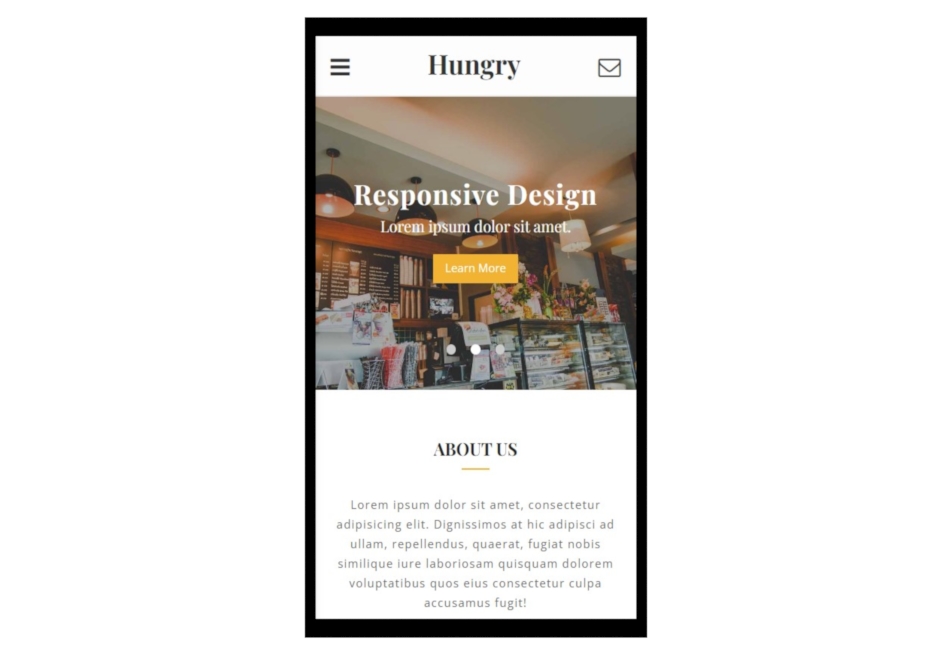 Hungry
Responsive Design
Lorem ipsum dolor sit amet.
Learn More
ABOUT US
Lorem ipsum dolor sit amet, consectetur
adipisicing elit. Dignissimos at hic adipisci ad
ullam, repellendus, quaerat, fugiat nobis
similique iure laboriosam quisquam dolorem
voluptatibus quos eius consectetur culpa
accusamus fugit!